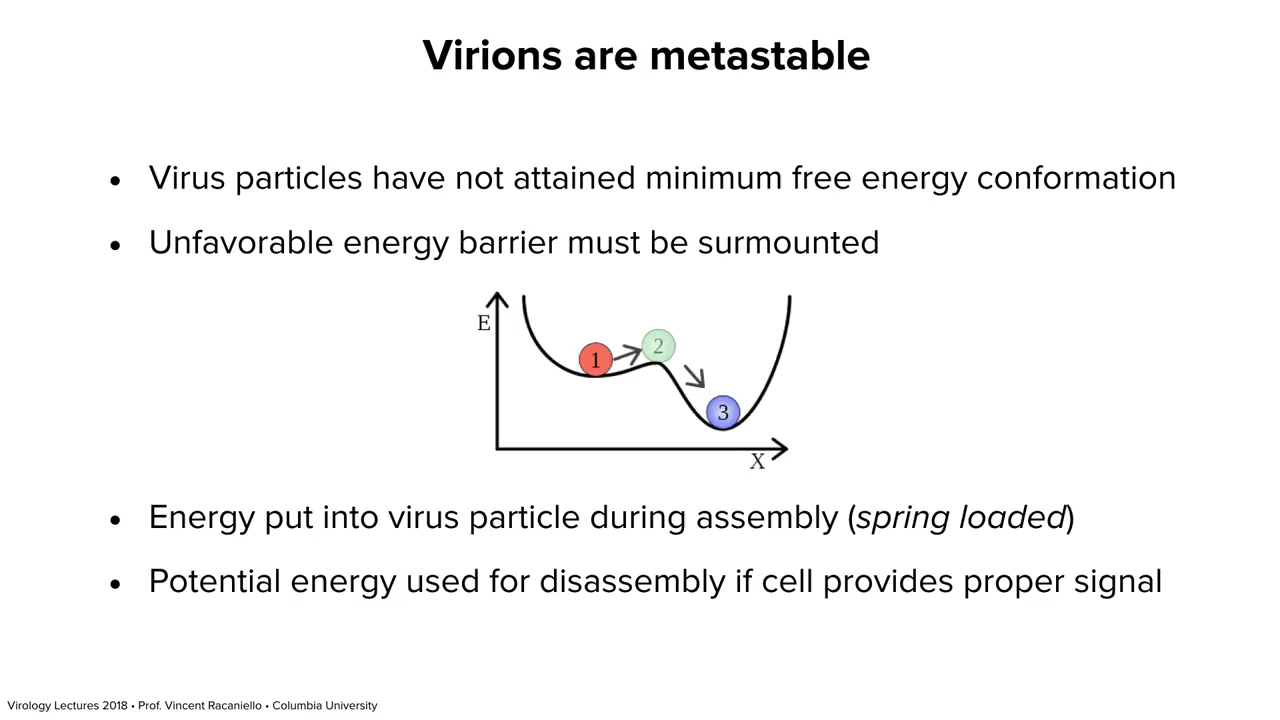 Virions are metastable
• Virus particles have not attained minimum free energy conformation
• Unfavorable energy barrier must be surmounted
E
1
2
3
X
• Energy put into virus particle during assembly (spring loaded)
• Potential energy used for disassembly if cell provides proper signal
Virology Lectures 2018 • Prof. Vincent Racaniello • Columbia University